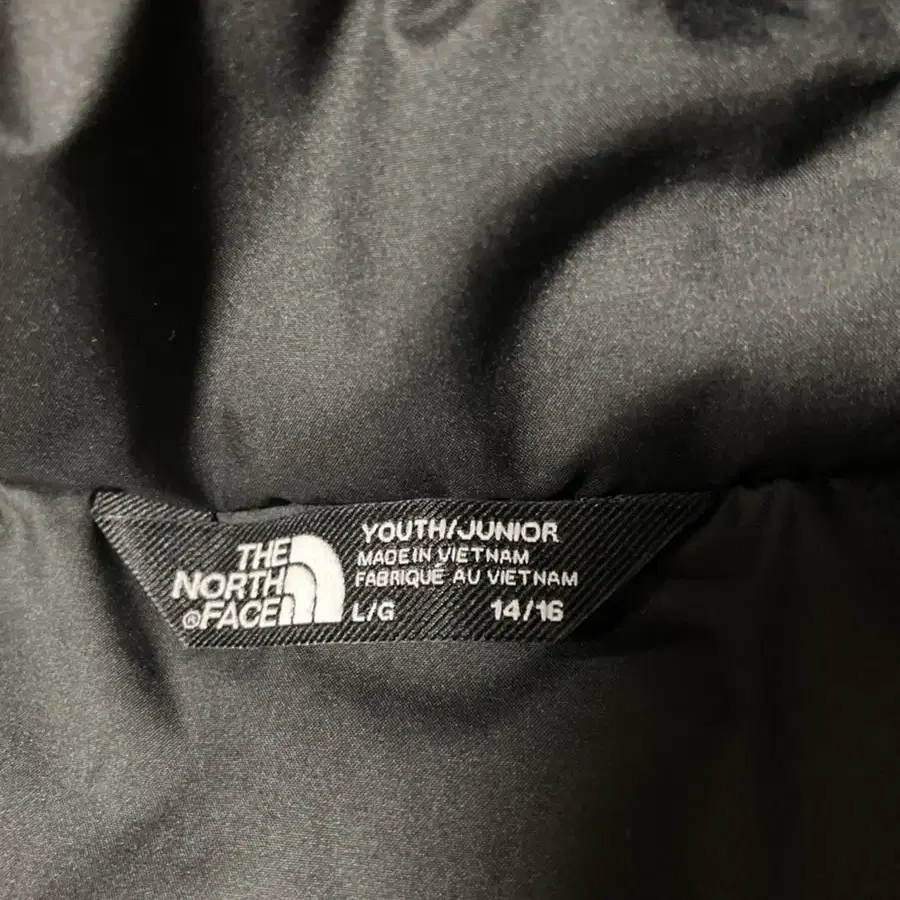 THE
NORTH
®FACE
YOUTH/JUNIOR
MADE IN VIETNAM
FABRIQUÉ AU VIETNAM
L/G 14/16